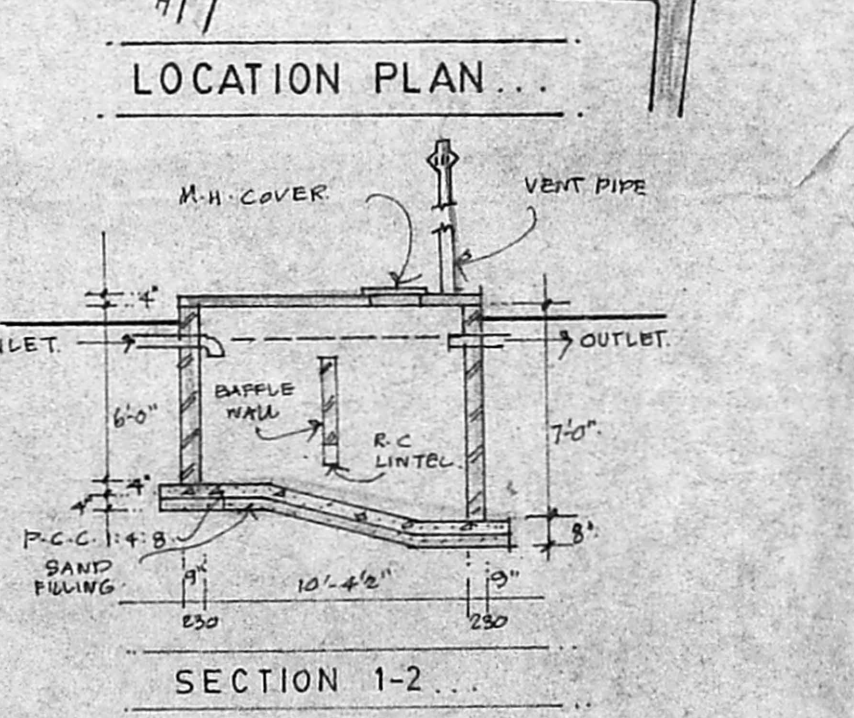 LOCATION PLAN...
M.H. COVER.
VENT PIPE
4"
OUTLET.
6'-0"
BAFFLE
WALL
R.C
LINTEL.
7'-0".
4"
4"
P.C.C. 1:4:8
8".
SAND
FILLING.
9"
10'-4½"
9"
230
230
SECTION 1-2...